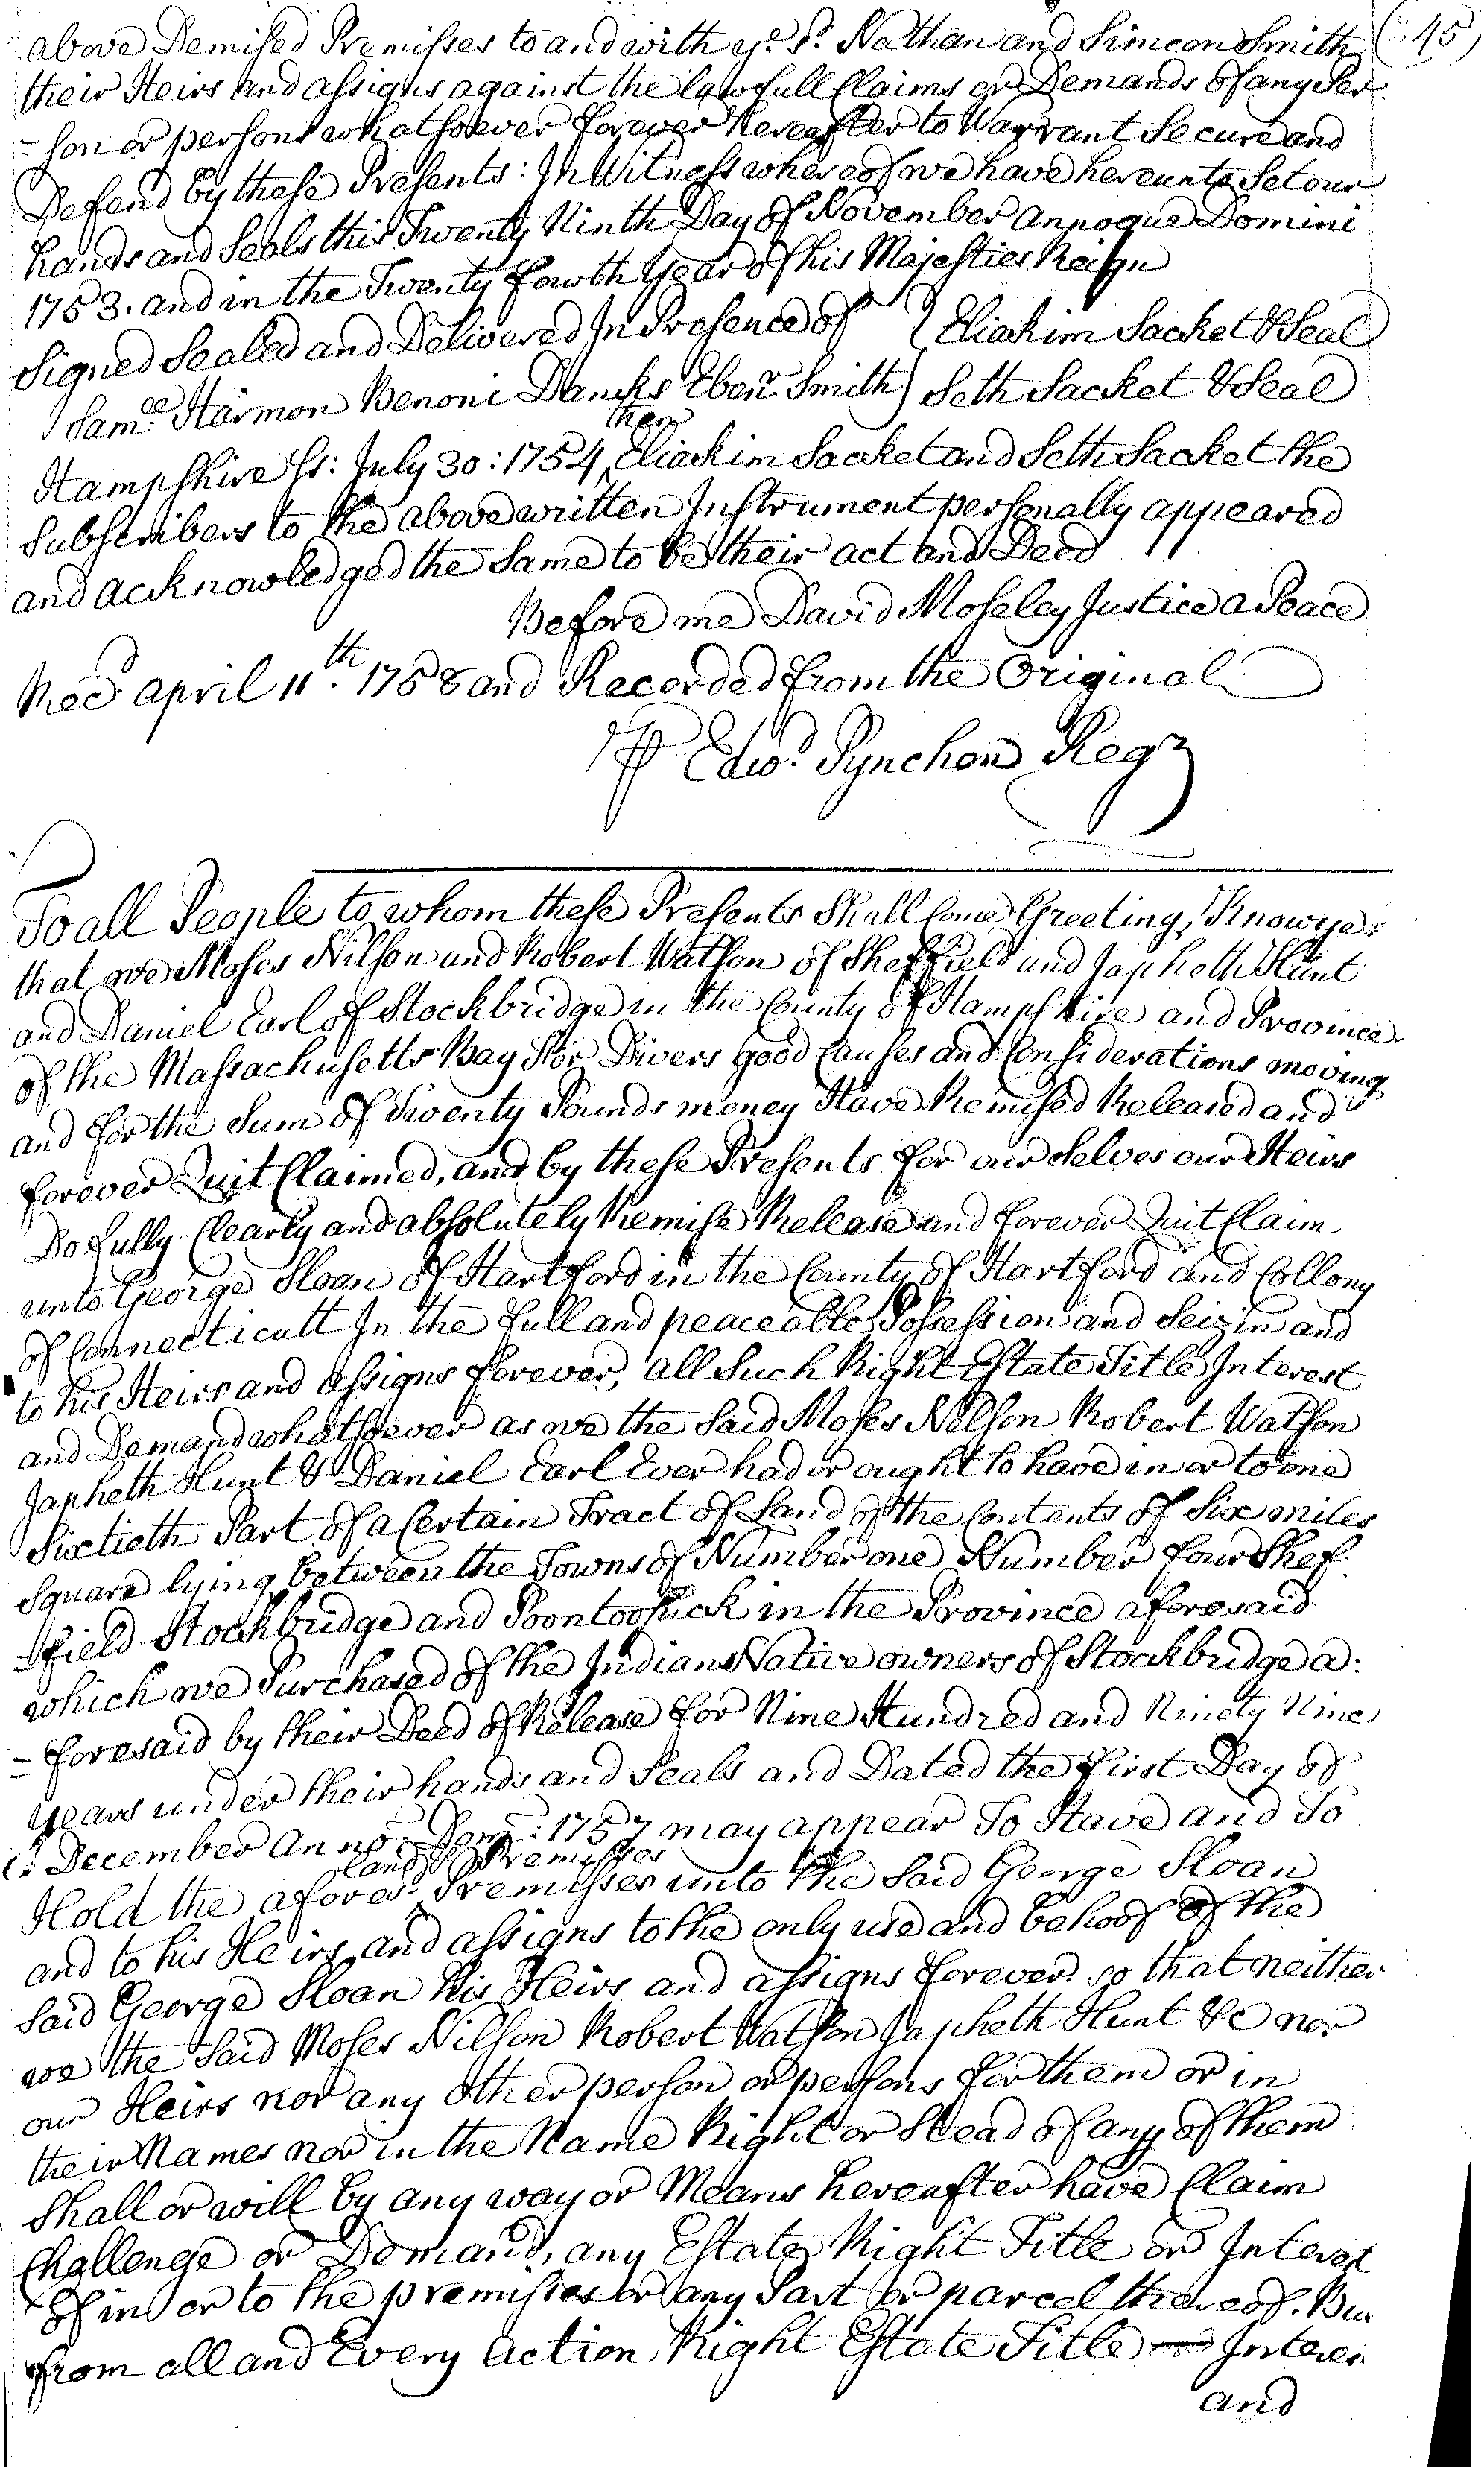 (:45)
above Demised Premisses to and with ye. sd. Nathan and Simeon Smith
their Heirs and assigns against the lawfull Claims or Demands of any Per
=son or persons whatsoever forever hereafter to Warrant Secure and
Defend by these Presents: In Witness whereof we have hereunto Set our
hands and Seals this Twenty Ninth Day of November annoque Domini
1753. and in the Twenty fourth Year of his Majesties Reign
Signed Sealed and Delivered In Presence of } Eliakim Sacket & Seal
Samll. Harmon Benoni Dancks Ebenr. Smith } Seth Sacket & Seal
Hampshire Ss: July 30: 1754 then Eliakim Sacket and Seth Sacket the
Subscribers to the above written Instrument personally appeared
and acknowledged the Same to be their act and Deed
Before me David Moseley Justice a Peace
Recd. april 11th. 1758 and Recorded from the Original
P Edwd. Pynchon Regr
To all People to whom these Presents Shall Come Greeting, Know ye:
that we Moses Nilson and Robert Watson of Sheffield and Japheth Hunt
and Daniel Earl of Stockbridge in the County of Hampshire and Province
of the Massachusetts Bay For Divers good Causes and Considerations moving
and for the Sum of Twenty Pounds money Have Remised Released and
forever Quit Claimed, and by these Presents for our Selves our Heirs
Do fully Clearly and absolutely Remise Release and forever Quit Claim
unto George Sloan of Hartford in the County of Hartford and Collony
of Connecticutt In the full and peaceable Possession and Seizin and
to his Heirs and assigns forever, all Such Right Estate Title Interest
and Demand whatsoever as we the Said Moses Nelson Robert Watson
Japheth Hunt & Daniel Earl Ever had or ought to have in or to one
Sixtieth Part of a Certain Tract of Land of the Contents of Six miles
Square lying between the Towns of Number one Number four Shef:
=field Stockbridge and Poontoosuck in the Province aforesaid
which we Purchased of the Indians Native owners of Stockbridge a:
=foresaid by their Deed of Release for Nine Hundred and Ninety Nine
years under their hands and Seals and Dated the first Day of
December anno: Dom: 1757 may appear To Have and To
land & Premisses
Hold the afores.d Premisses unto the Said George Sloan
and to his Heirs and assigns to the only use and behoof of the
Said George Sloan his Heirs and assigns forever. so that neither
we the Said Moses Nilson Robert Watson Japheth Hunt &c nor
our Heirs nor any other person or persons for them or in
their Names nor in the Name Right or Stead of any of them
Shall or will by any way or Means hereafter have Claim
Challenge or Demand, any Estate Right Title or Interest
of in or to the premisses or any Part or parcel thereof. Bu
from all and Every action Right Estate Title — Interes
and